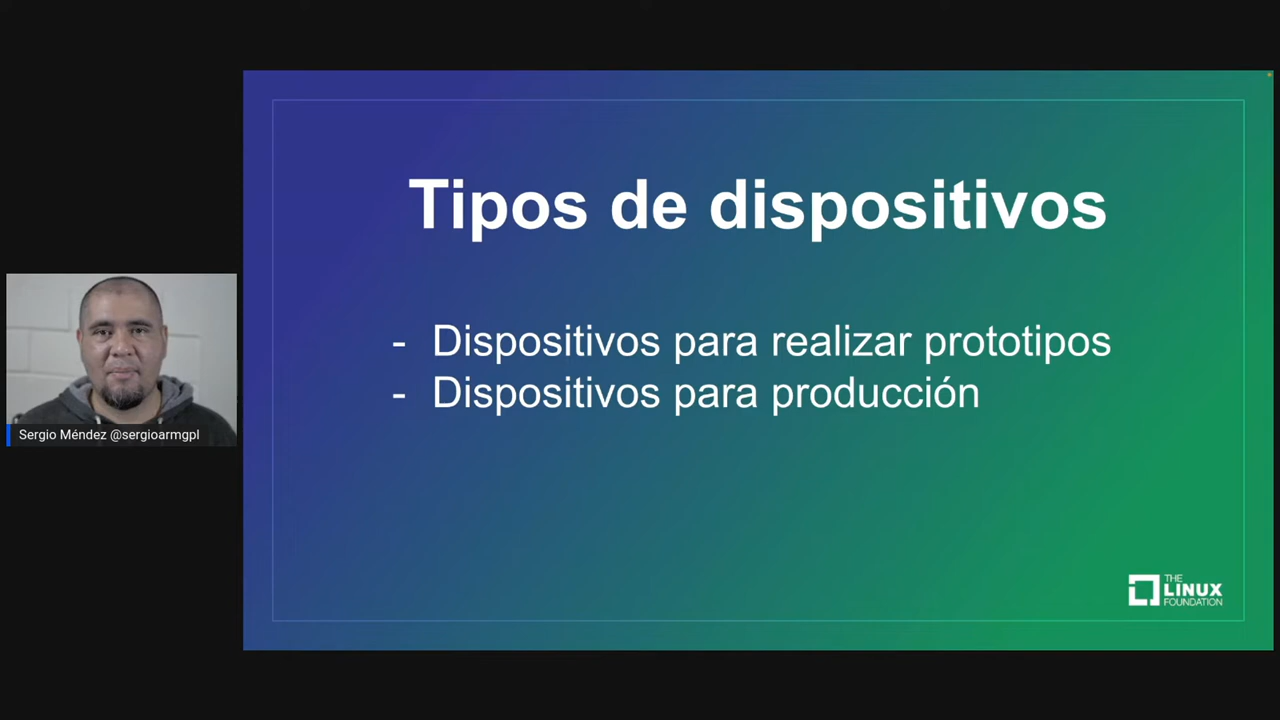 Tipos de dispositivos
- Dispositivos para realizar prototipos
- Dispositivos para producción
Sergio Méndez @sergioarmgpl
THE
LINUX
FOUNDATION